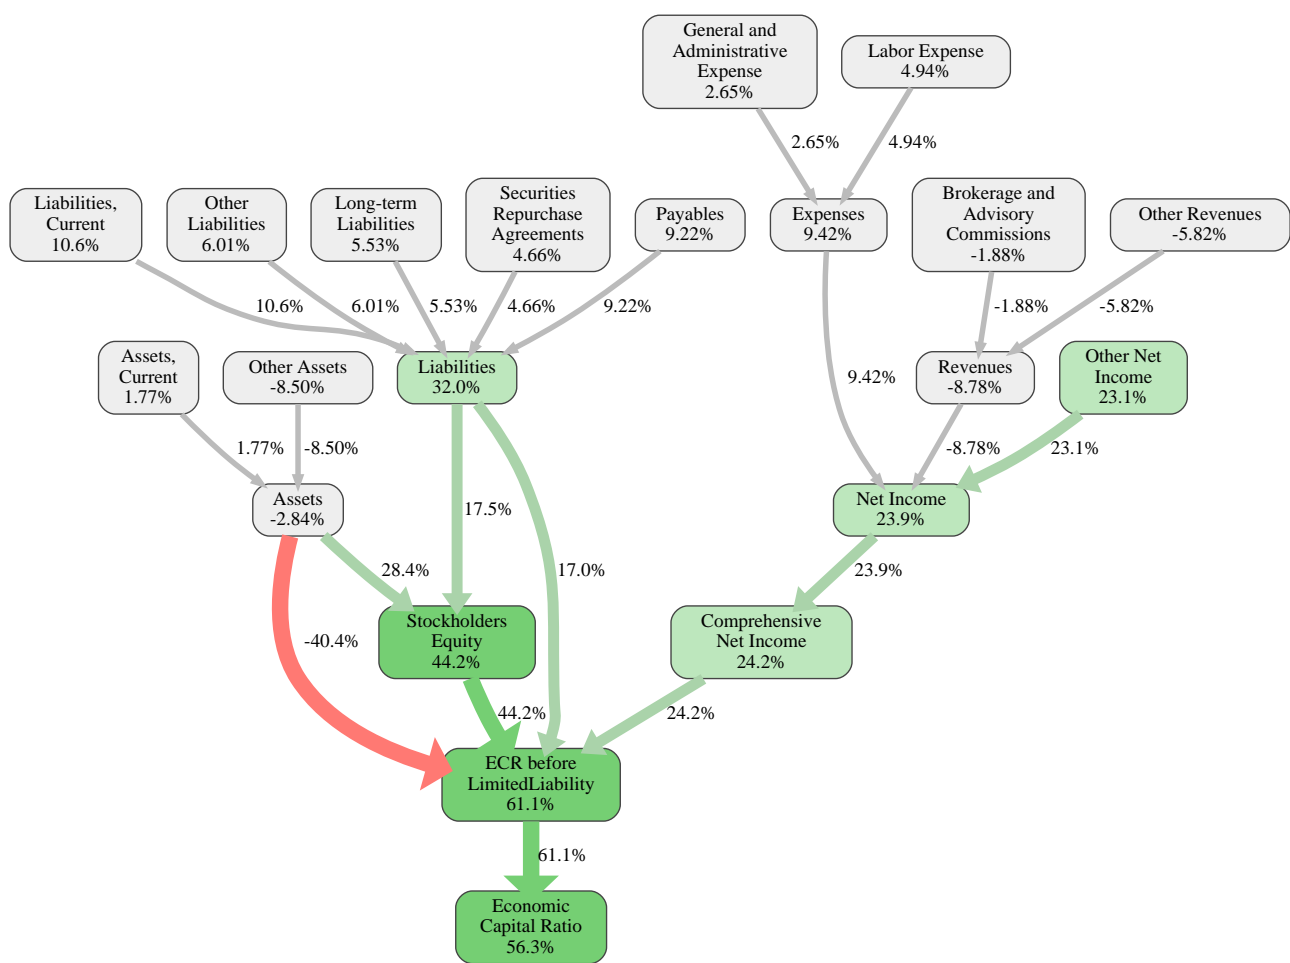 General and
Administrative
Expense
2.65%
Labor Expense
4.94%
2.65%
4.94%
Liabilities,
Current
10.6%
Other
Liabilities
6.01%
Long-term
Liabilities
5.53%
Securities
Repurchase
Agreements
4.66%
Payables
9.22%
Expenses
9.42%
Brokerage and
Advisory
Commissions
-1.88%
Other Revenues
-5.82%
10.6%
6.01%
5.53%
4.66%
9.22%
-1.88%
-5.82%
Assets,
Current
1.77%
Other Assets
-8.50%
Liabilities
32.0%
9.42%
Revenues
-8.78%
Other Net
Income
23.1%
1.77%
-8.50%
-8.78%
23.1%
Assets
-2.84%
17.5%
Net Income
23.9%
28.4%
17.0%
23.9%
-40.4%
Stockholders
Equity
44.2%
Comprehensive
Net Income
24.2%
44.2%
24.2%
ECR before
LimitedLiability
61.1%
61.1%
Economic
Capital Ratio
56.3%